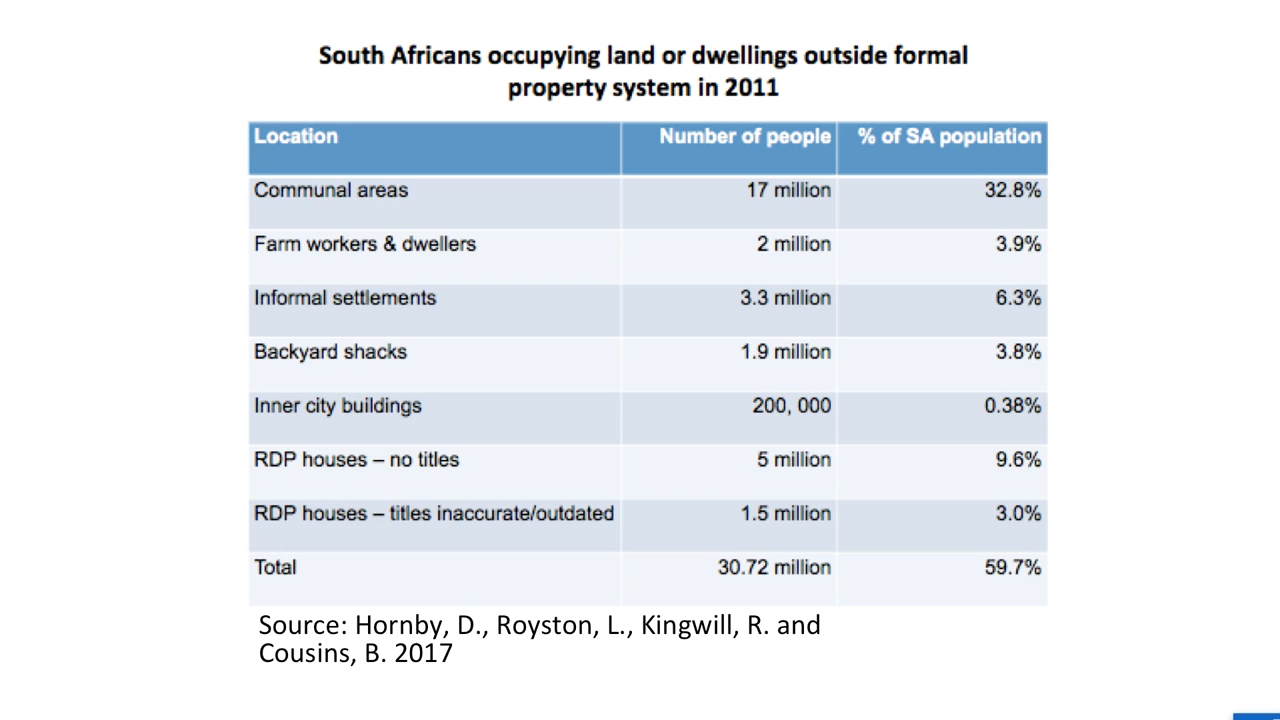 South Africans occupying land or dwellings outside formal
property system in 2011
Location Number of people % of SA population
Communal areas 17 million 32.8%
Farm workers & dwellers 2 million 3.9%
Informal settlements 3.3 million 6.3%
Backyard shacks 1.9 million 3.8%
Inner city buildings 200, 000 0.38%
RDP houses – no titles 5 million 9.6%
RDP houses – titles inaccurate/outdated 1.5 million 3.0%
Total 30.72 million 59.7%
Source: Hornby, D., Royston, L., Kingwill, R. and
Cousins, B. 2017